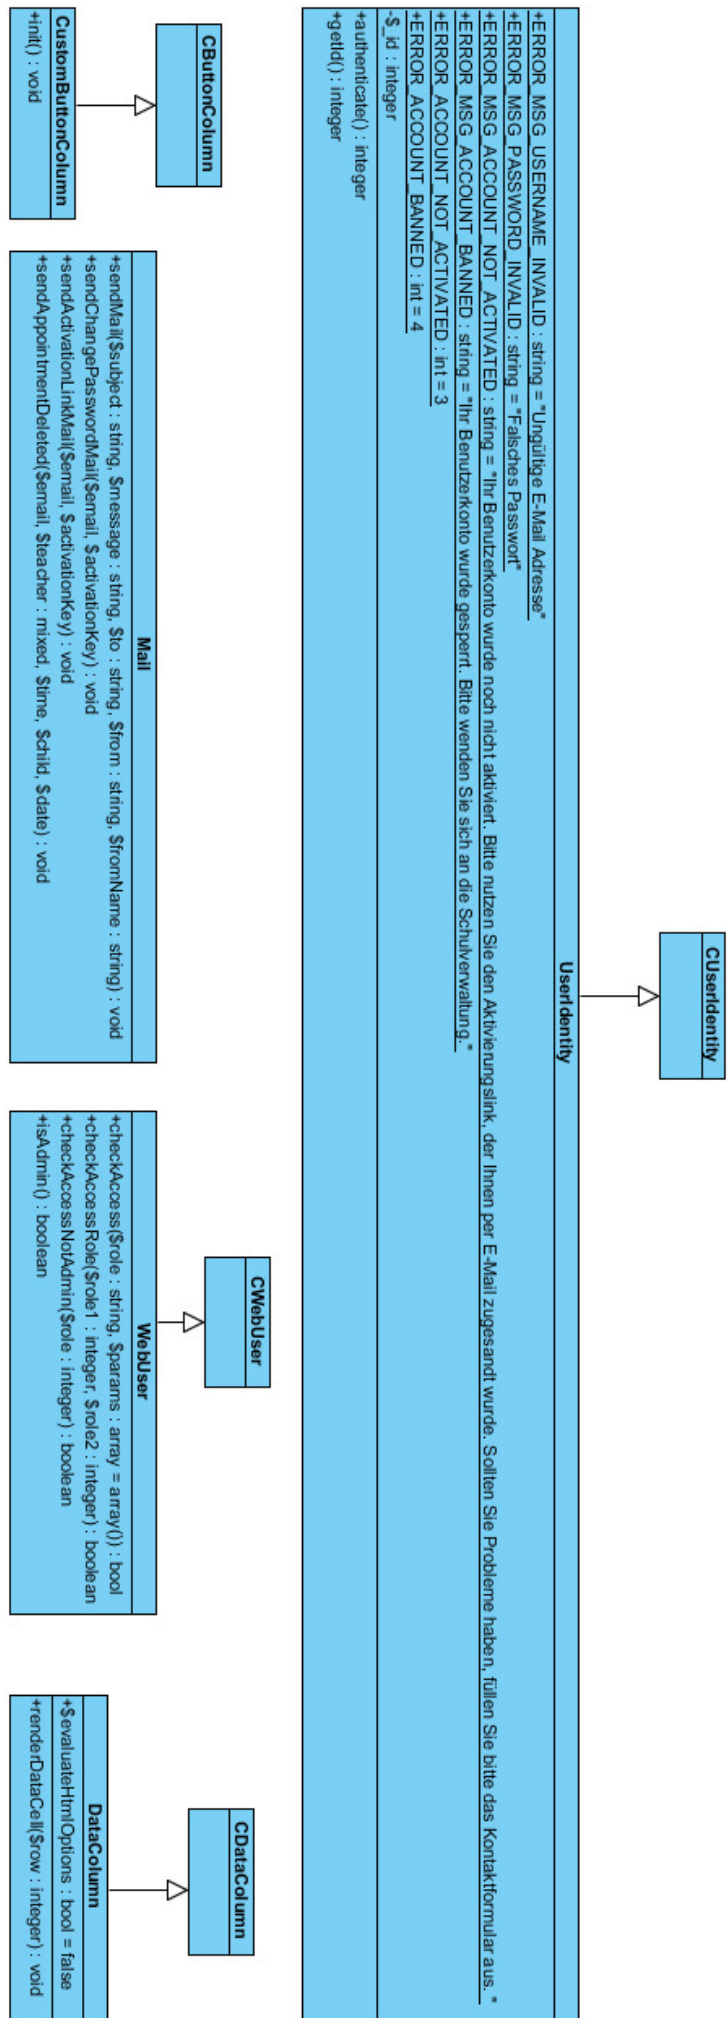 CUserIdentity
UserIdentity
+ERROR_MSG_USERNAME_INVALID : string = "Ungültige E-Mail Adresse"
+ERROR_MSG_PASSWORD_INVALID : string = "Falsches Passwort"
+ERROR_MSG_ACCOUNT_NOT_ACTIVATED : string = "Ihr Benutzerkonto wurde noch nicht aktiviert. Bitte nutzen Sie den Aktivierungslink, der Ihnen per E-Mail zugesandt wurde. Sollten Sie Probleme haben, füllen Sie bitte das Kontaktformular aus. "
+ERROR_MSG_ACCOUNT_BANNED : string = "Ihr Benutzerkonto wurde gesperrt. Bitte wenden Sie sich an die Schulverwaltung."
+ERROR_ACCOUNT_NOT_ACTIVATED : int = 3
+ERROR_ACCOUNT_BANNED : int = 4
-$_id : integer
+authenticate() : integer
+getId() : integer
CButtonColumn
CustomButtonColumn
+init() : void
Mail
+sendMail($subject : string, $message : string, $to : string, $from : string, $fromName : string) : void
+sendChangePasswordMail($email, $activationKey) : void
+sendActivationLinkMail($email, $activationKey) : void
+sendAppointmentDeleted($email, $teacher : mixed, $time, $child, $date) : void
CWebUser
WebUser
+checkAccess($role : string, $params : array = array()) : bool
+checkAccessRole($role1 : integer, $role2 : integer) : boolean
+checkAccessNotAdmin($role : integer) : boolean
+isAdmin() : boolean
CDataColumn
DataColumn
+$evaluateHtmlOptions : bool = false
+renderDataCell($row : integer) : void